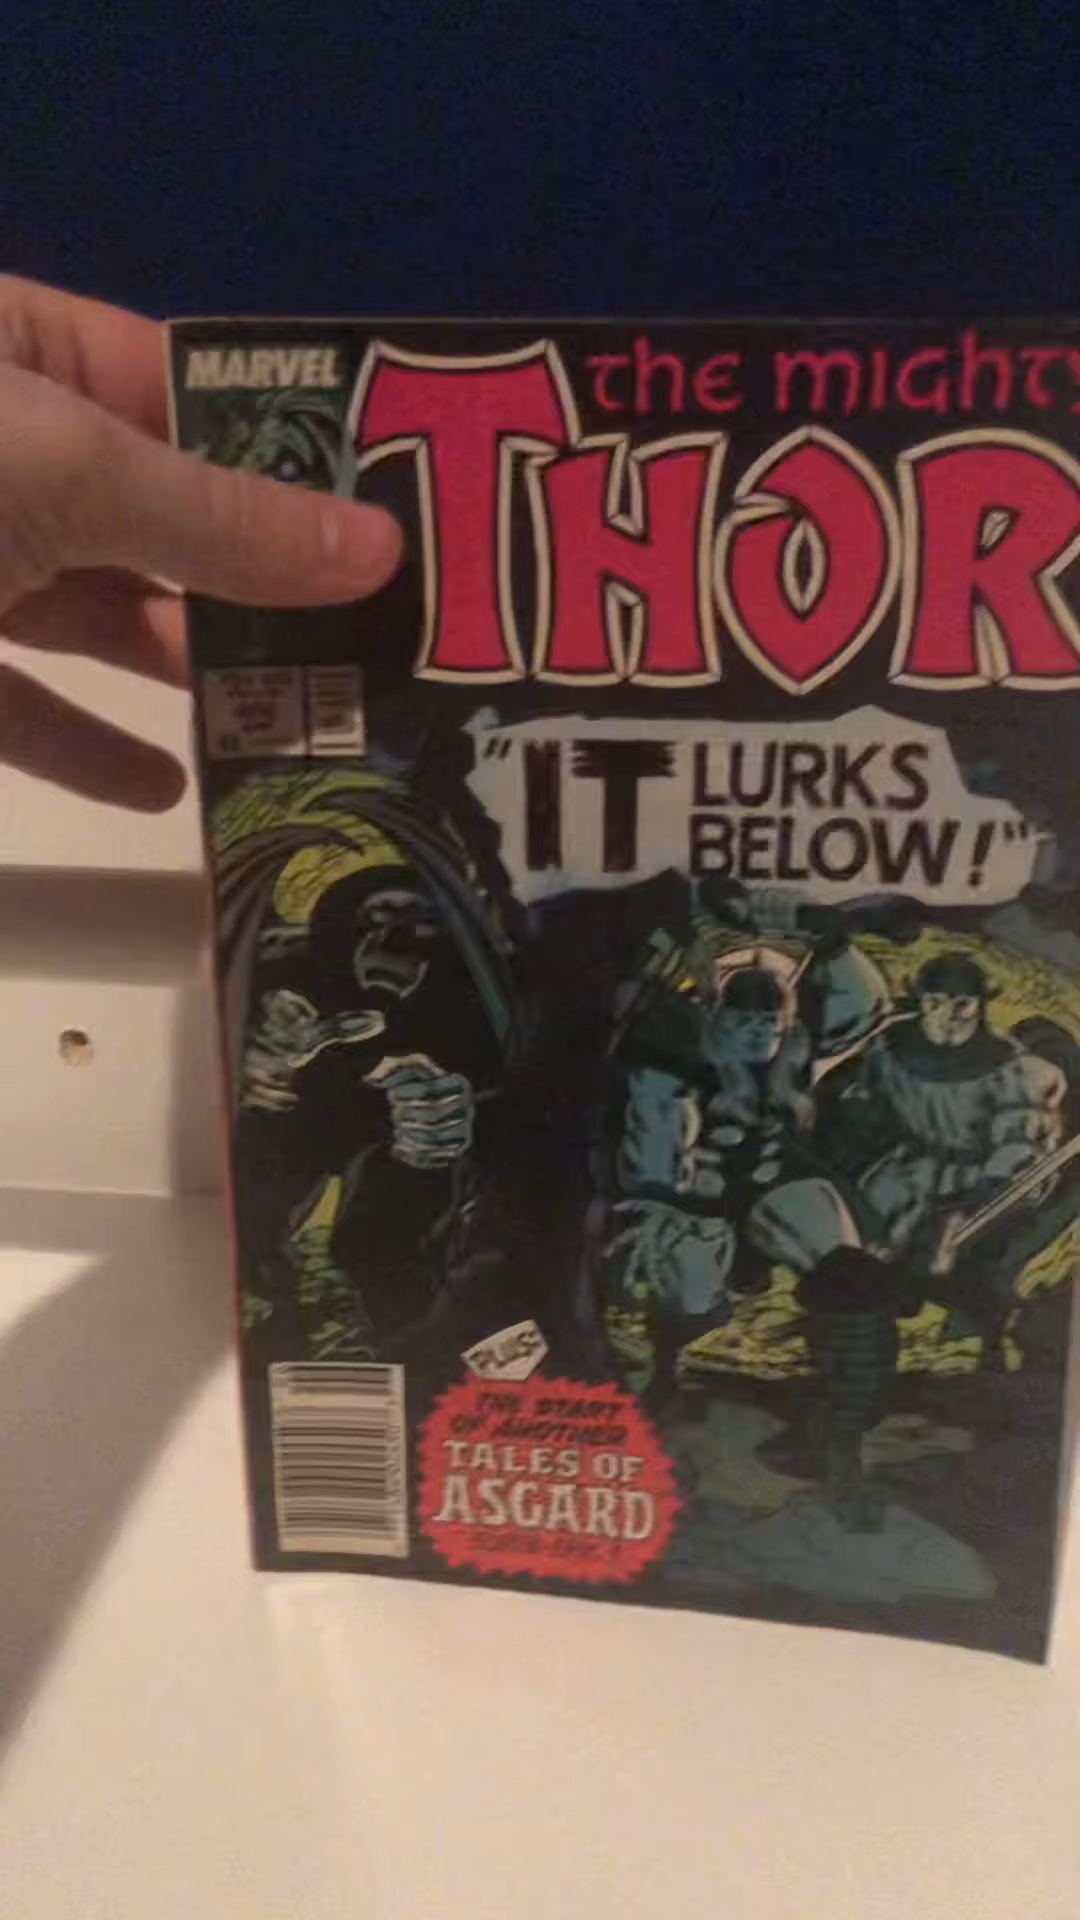 MARVEL
the mighty
THOR
"IT LURKS
BELOW!"
PLUS:
THE START
OF ANOTHER
TALES OF
ASGARD